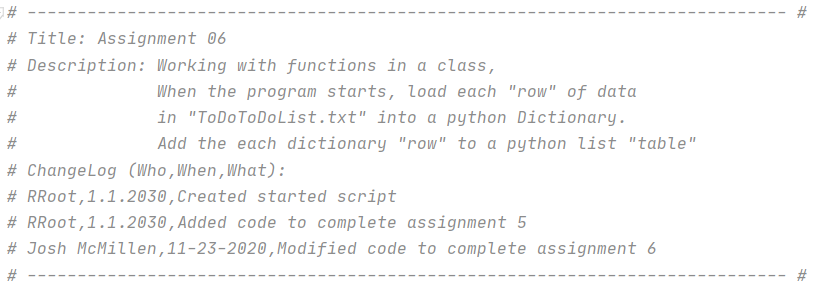 # ---------------------------------------------------------------------------- #
# Title: Assignment 06
# Description: Working with functions in a class,
#              When the program starts, load each "row" of data
#              in "ToDoToDoList.txt" into a python Dictionary.
#              Add the each dictionary "row" to a python list "table"
# ChangeLog (Who,When,What):
# RRoot,1.1.2030,Created started script
# RRoot,1.1.2030,Added code to complete assignment 5
# Josh McMillen,11-23-2020,Modified code to complete assignment 6
# ---------------------------------------------------------------------------- #